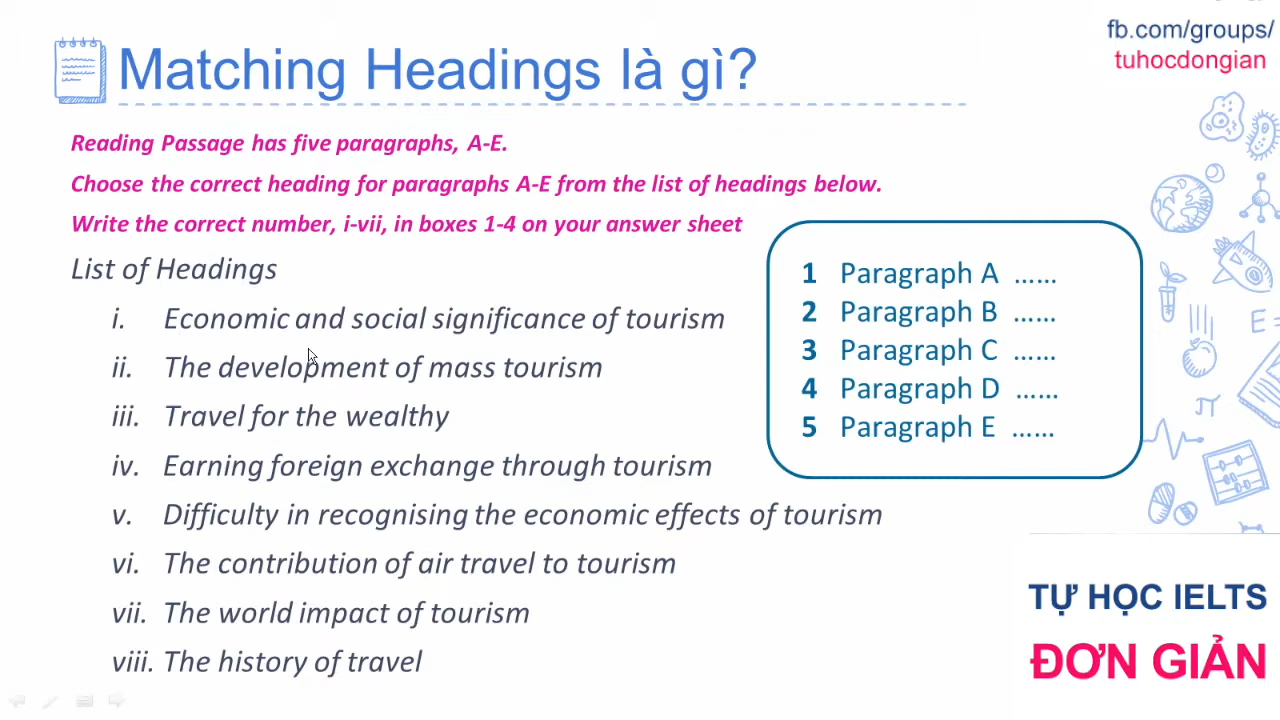 fb.com/groups/
tuhocdongian
Matching Headings là gì?
Reading Passage has five paragraphs, A-E.
Choose the correct heading for paragraphs A-E from the list of headings below.
Write the correct number, i-vii, in boxes 1-4 on your answer sheet
List of Headings
i. Economic and social significance of tourism
ii. The development of mass tourism
iii. Travel for the wealthy
iv. Earning foreign exchange through tourism
v. Difficulty in recognising the economic effects of tourism
vi. The contribution of air travel to tourism
vii. The world impact of tourism
viii. The history of travel
1 Paragraph A ......
2 Paragraph B ......
3 Paragraph C ......
4 Paragraph D ......
5 Paragraph E ......
TỰ HỌC IELTS
ĐƠN GIẢN